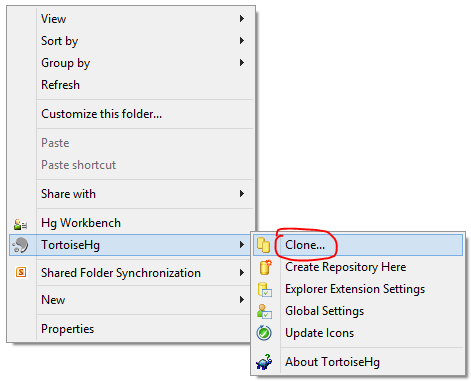 View
Sort by
Group by
Refresh
Customize this folder...
Paste
Paste shortcut
Share with
Hg Workbench
TortoiseHg
Shared Folder Synchronization
New
Properties
Clone...
Create Repository Here
Explorer Extension Settings
Global Settings
Update Icons
About TortoiseHg